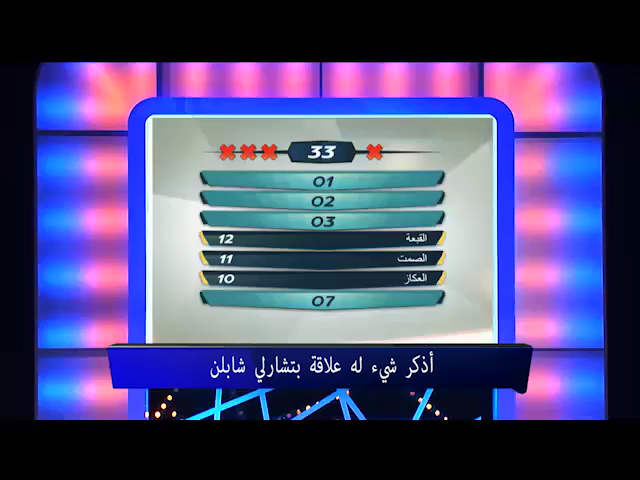 33
01
02
03
القبعة 12
الصمت 11
العكاز 10
07
أذكر شيء له علاقة بتشارلي شابلن